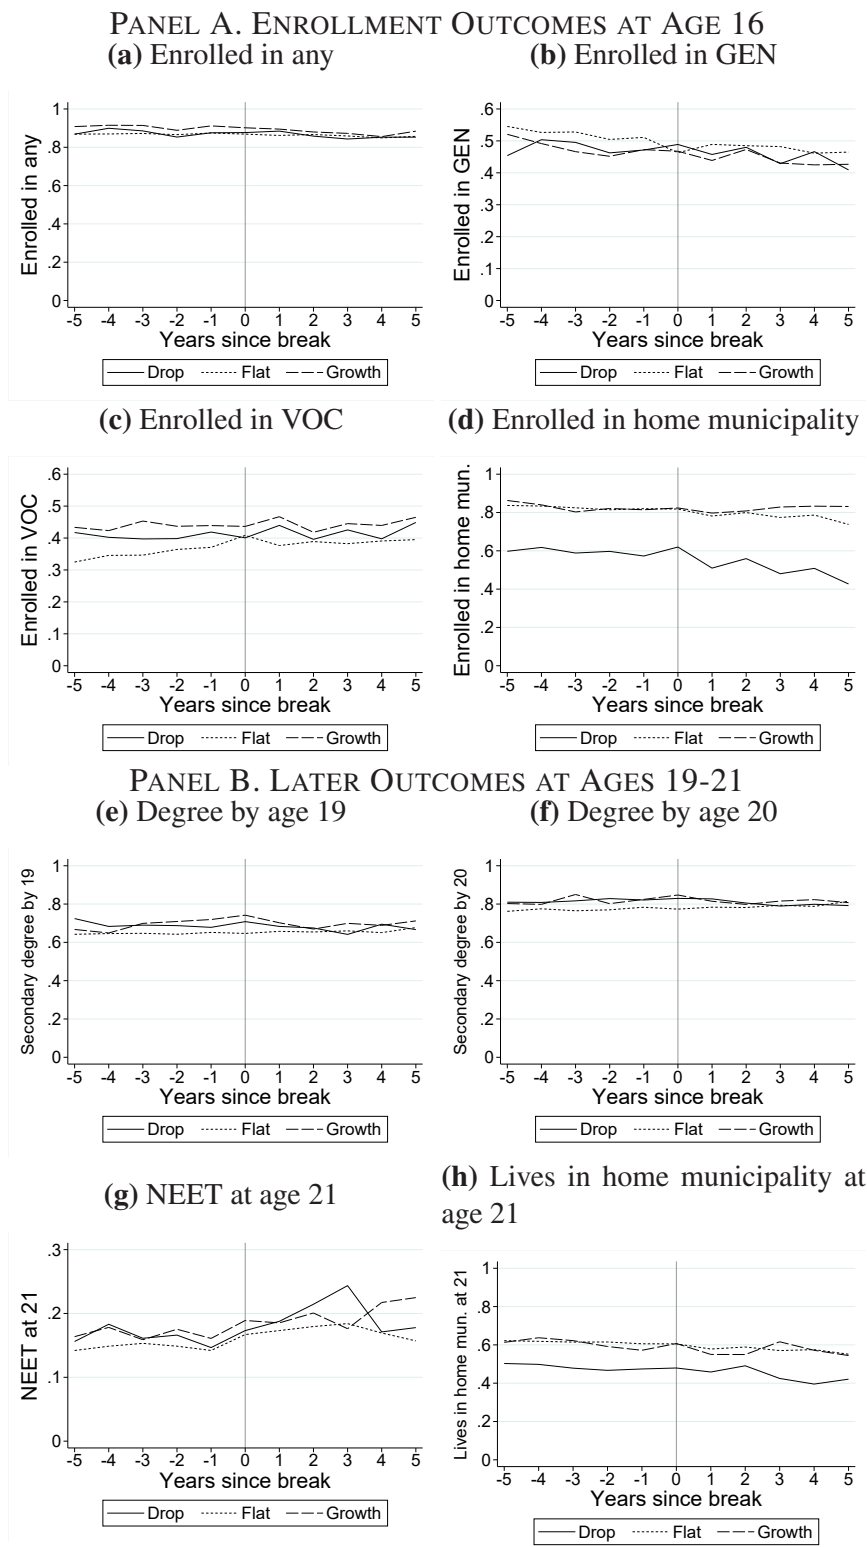 PANEL A. ENROLLMENT OUTCOMES AT AGE 16
(a) Enrolled in any
(b) Enrolled in GEN
Enrolled in any
1
.8
.6
.4
.2
0
-5 -4 -3 -2 -1 0 1 2 3 4 5
Years since break
Drop Flat Growth
Enrolled in GEN
.6
.5
.4
.3
.2
.1
0
-5 -4 -3 -2 -1 0 1 2 3 4 5
Years since break
Drop Flat Growth
(c) Enrolled in VOC
(d) Enrolled in home municipality
Enrolled in VOC
.6
.5
.4
.3
.2
.1
0
-5 -4 -3 -2 -1 0 1 2 3 4 5
Years since break
Drop Flat Growth
Enrolled in home mun.
1
.8
.6
.4
.2
0
-5 -4 -3 -2 -1 0 1 2 3 4 5
Years since break
Drop Flat Growth
PANEL B. LATER OUTCOMES AT AGES 19-21
(e) Degree by age 19
(f) Degree by age 20
Secondary degree by 19
1
.8
.6
.4
.2
0
-5 -4 -3 -2 -1 0 1 2 3 4 5
Years since break
Drop Flat Growth
Secondary degree by 20
1
.8
.6
.4
.2
0
-5 -4 -3 -2 -1 0 1 2 3 4 5
Years since break
Drop Flat Growth
(g) NEET at age 21
(h) Lives in home municipality at
age 21
NEET at 21
.3
.2
.1
0
-5 -4 -3 -2 -1 0 1 2 3 4 5
Years since break
Drop Flat Growth
Lives in home mun. at 21
1
.8
.6
.4
.2
0
-5 -4 -3 -2 -1 0 1 2 3 4 5
Years since break
Drop Flat Growth